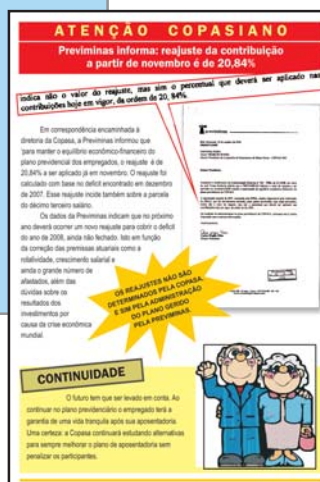 ATENÇÃO COPASIANO
Previminas informa: reajuste da contribuição
a partir de novembro é de 20,84%
indica não o valor do reajuste, mas sim o percentual que deverá ser aplicado nas
contribuições hoje em vigor, da ordem de 20, 84%.
Em correspondência encaminhada à
diretoria da Copasa, a Previminas informou que
"para manter o equilíbrio econômico-financeiro do
plano previdencial dos empregados, o reajuste é de
20,84% a ser aplicado já em novembro. O reajuste foi
calculado com base no deficit encontrado em dezembro
de 2007. Esse reajuste incide também sobre a parcela
do décimo terceiro salário.
Os dados da Previminas indicam que no próximo
ano deverá ocorrer um novo reajuste para cobrir o deficit
do ano de 2008, ainda não fechado. Isto em função
da correção das premissas atuariais como a
rotatividade, crescimento salarial e
ainda o grande número de
afastados, além das
dúvidas sobre os
resultados dos
investimentos por
causa da crise econômica
mundial.
OS REAJUSTES NÃO SÃO
DETERMINADOS PELA COPASA,
E SIM PELA ADMINISTRAÇÃO
DO PLANO GERIDO
PELA PREVIMINAS.
CONTINUIDADE
O futuro tem que ser levado em conta. Ao
continuar no plano previdenciário o empregado terá a
garantia de uma vida tranquila após sua aposentadoria.
Uma certeza: a Copasa continuará estudando alternativas
para sempre melhorar o plano de aposentadoria sem
penalizar os participantes.